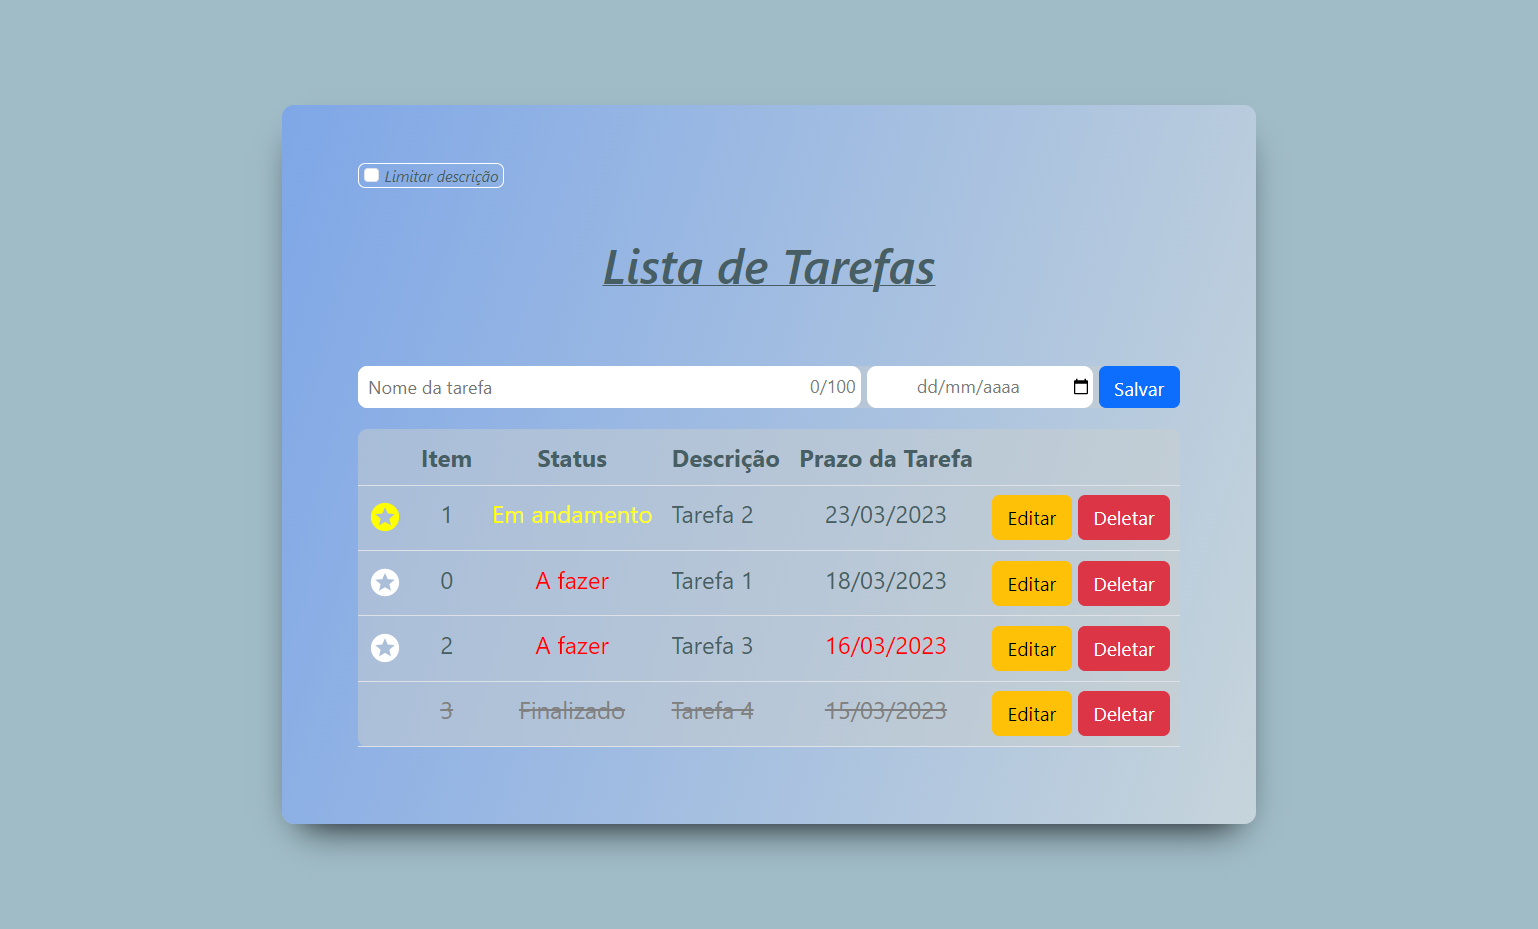 Limitar descrição
Lista de Tarefas
Nome da tarefa 0/100 dd/mm/aaaa Salvar
Item Status Descrição Prazo da Tarefa
1 Em andamento Tarefa 2 23/03/2023 Editar Deletar
0 A fazer Tarefa 1 18/03/2023 Editar Deletar
2 A fazer Tarefa 3 16/03/2023 Editar Deletar
3 Finalizado Tarefa 4 15/03/2023 Editar Deletar